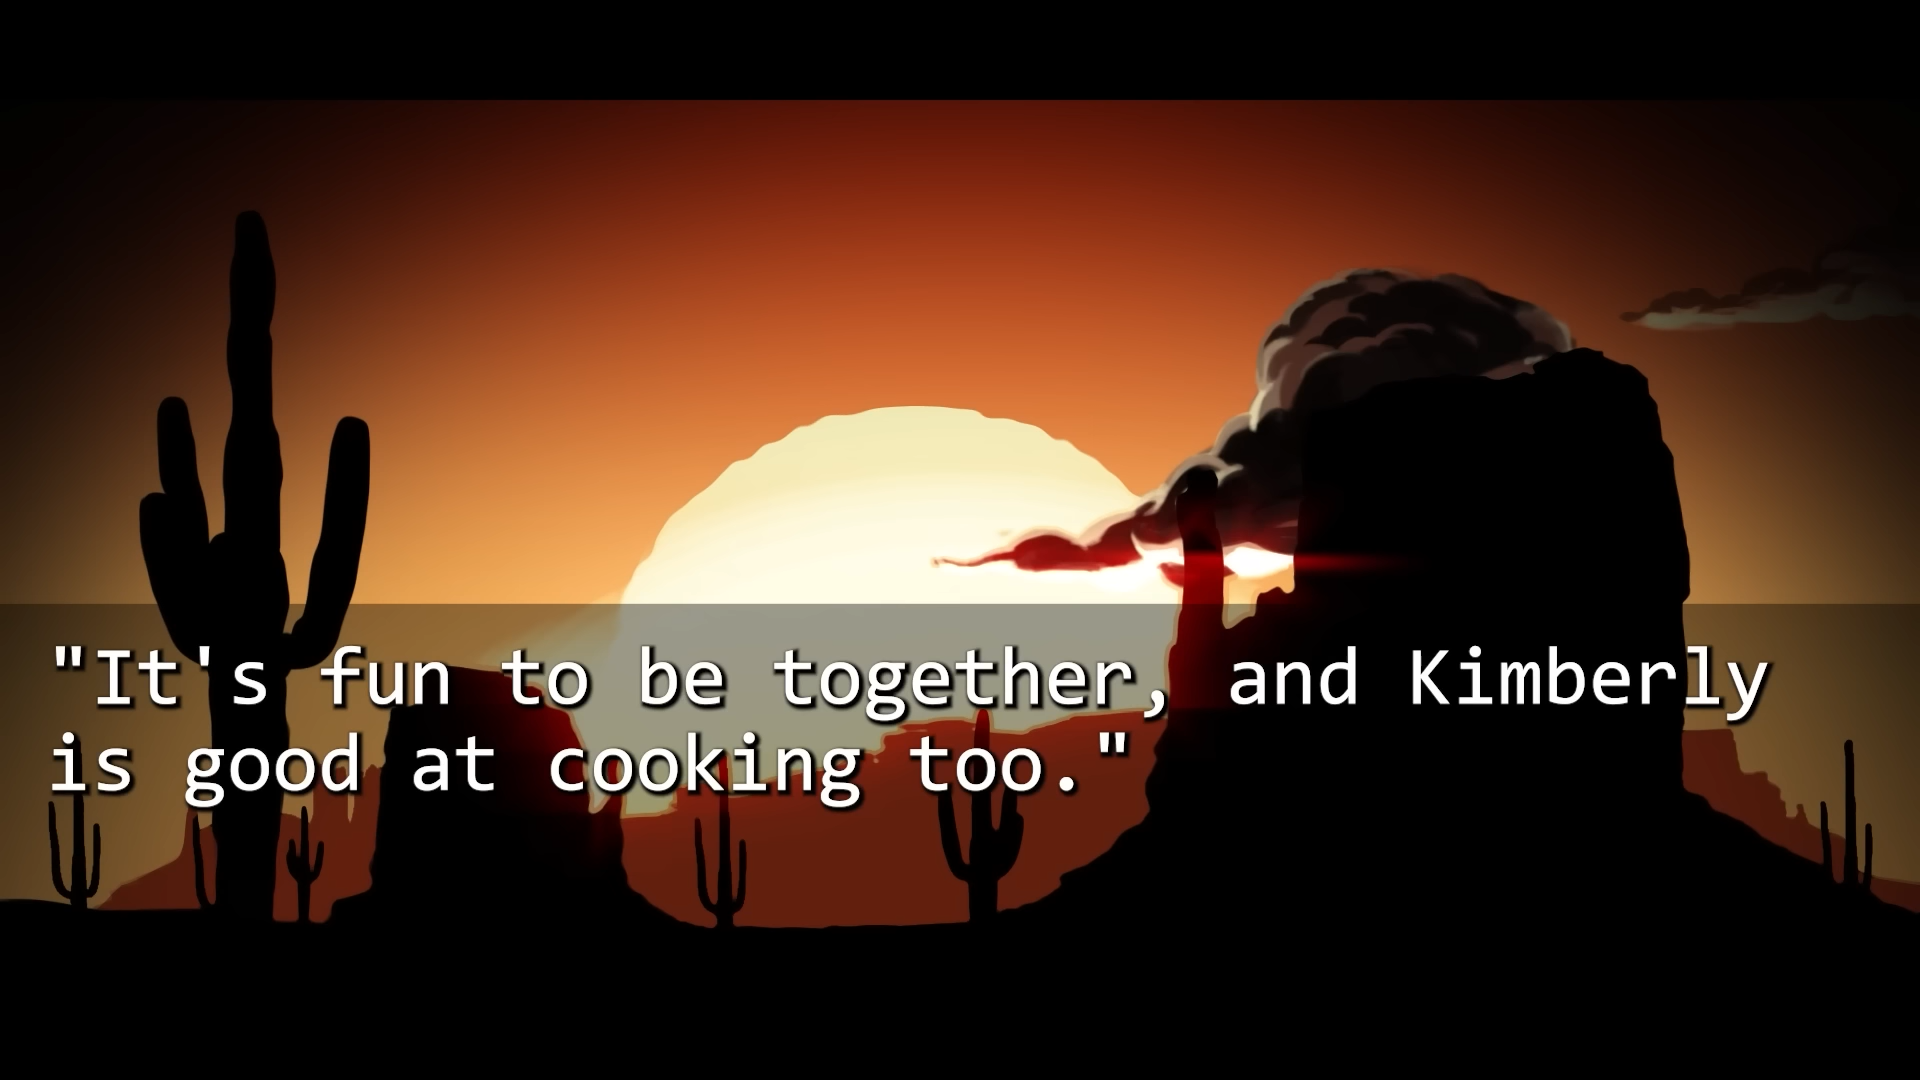 "It's fun to be together, and Kimberly
is good at cooking too."